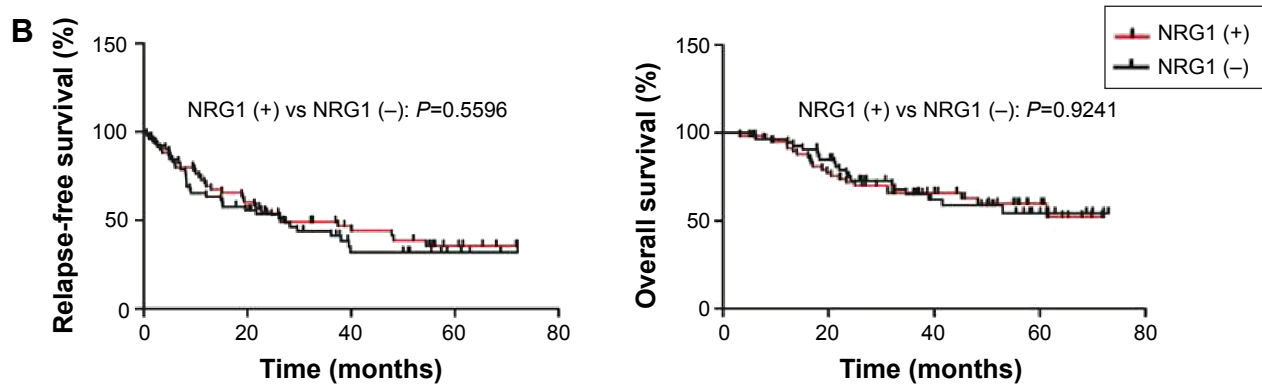 B
Relapse-free survival (%)
150
100
50
0
NRG1 (+) vs NRG1 (–): P=0.5596
0 20 40 60 80
Time (months)
Overall survival (%)
150
100
50
0
NRG1 (+) vs NRG1 (–): P=0.9241
0 20 40 60 80
Time (months)
NRG1 (+)
NRG1 (–)